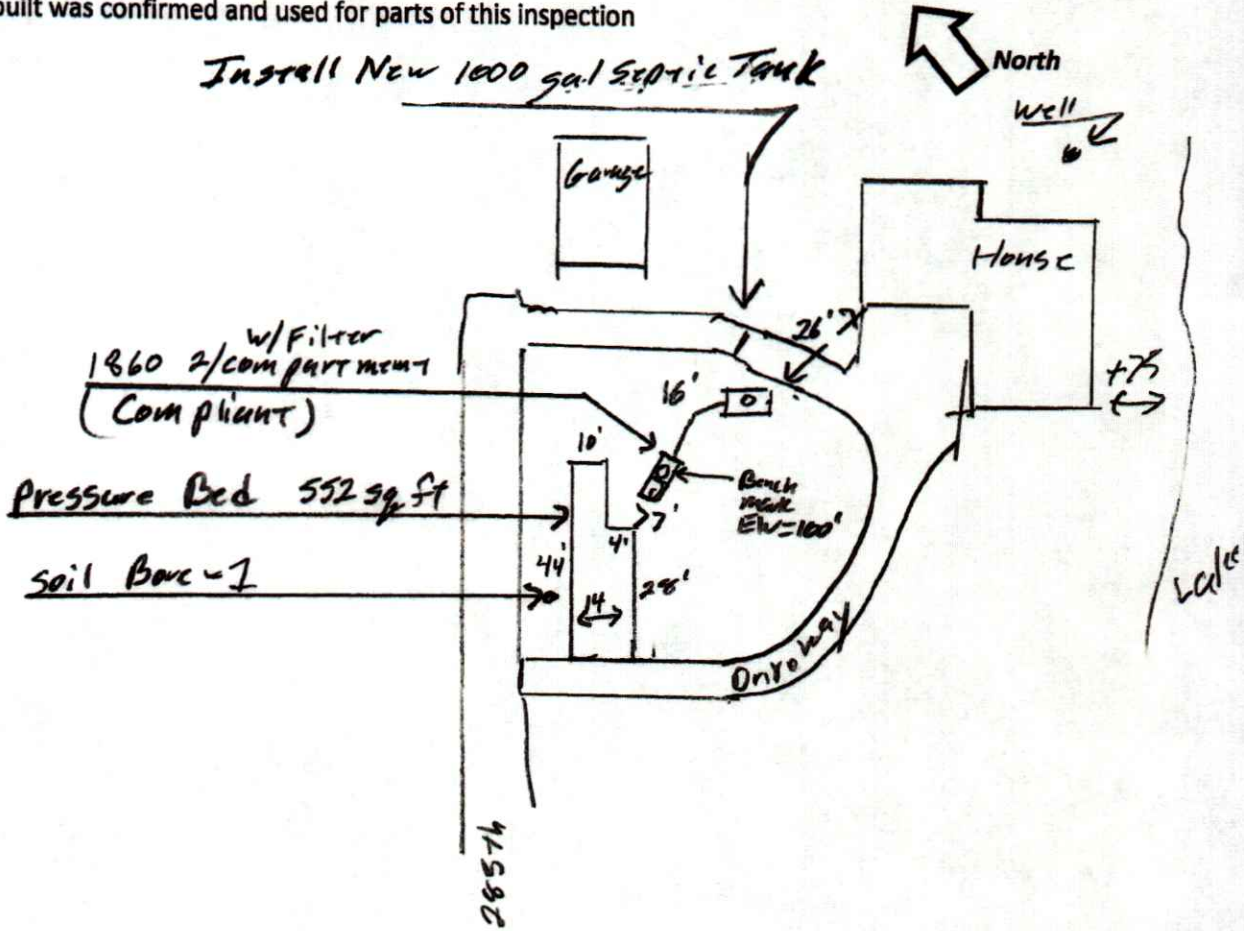 built was confirmed and used for parts of this inspection
North
Install New 1000 gal Septic Tank
Well
Garage
House
26'
w/Filter
1860 2/compartment
(Compliant)
16'
+75
10'
Pressure Bed 552 sq ft
Bench
mark
Elv=100'
7'
4'
44'
28'
14
Soil Bore-1
Driveway
Lake